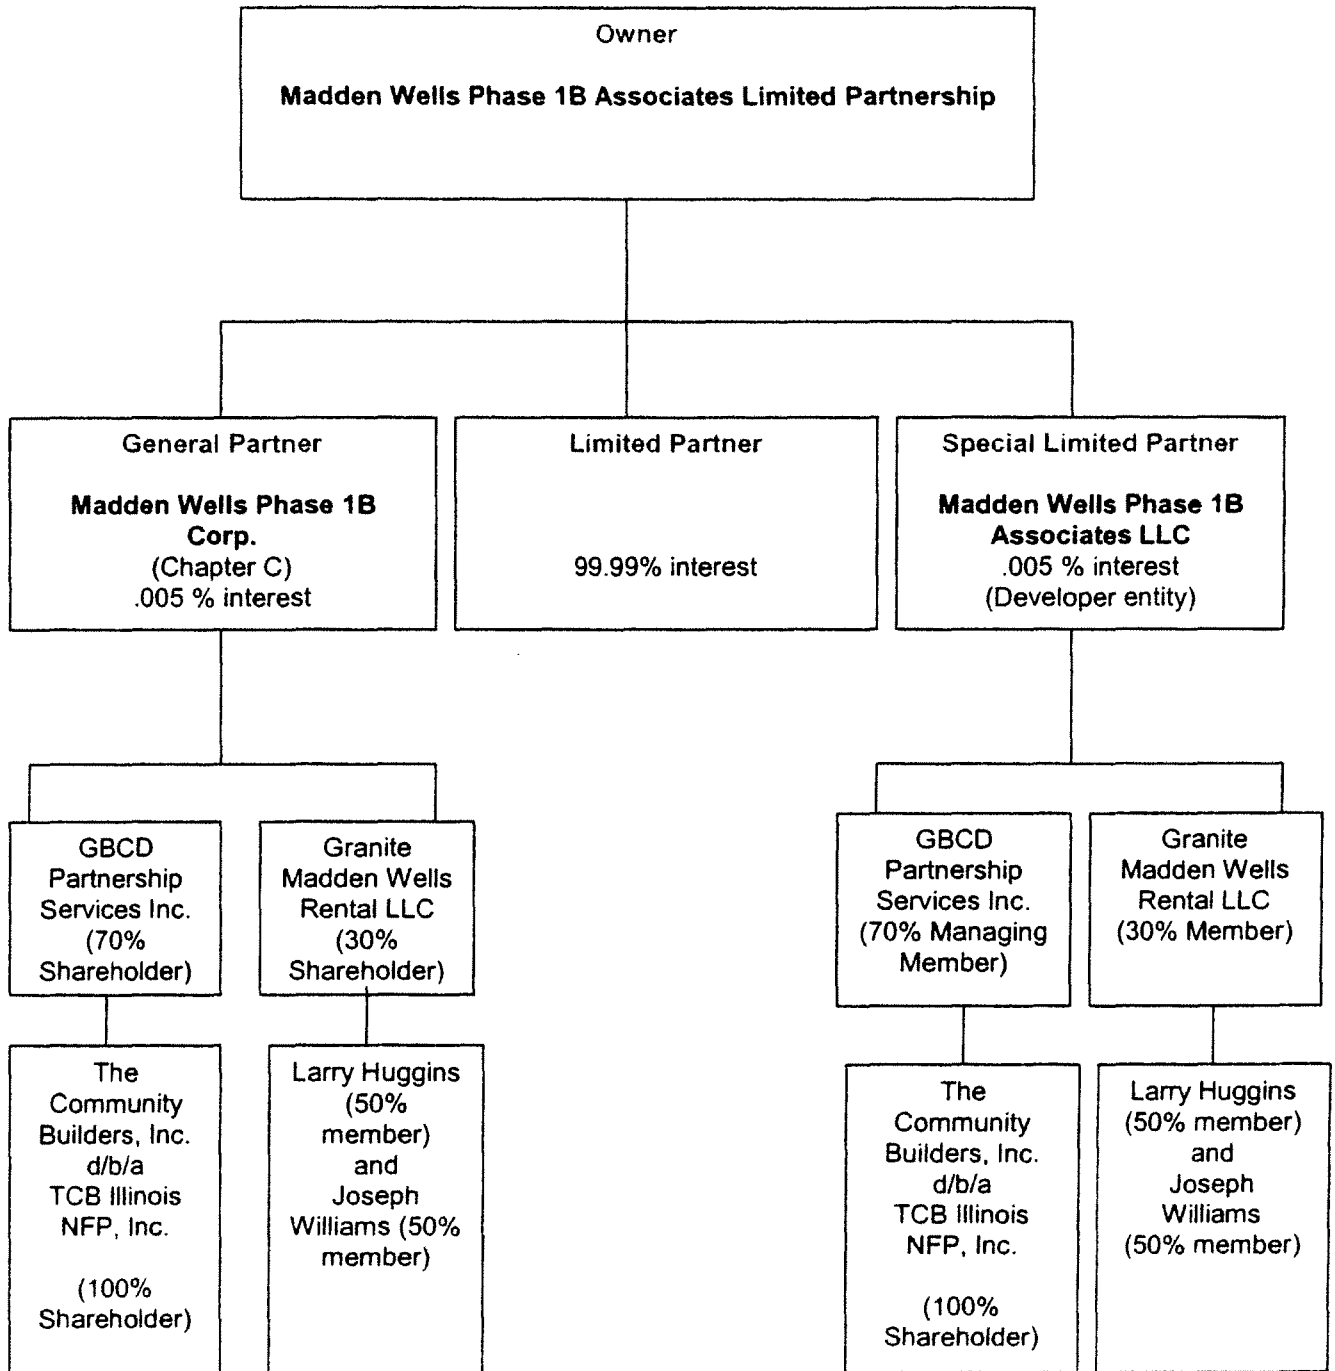 Owner
Madden Wells Phase 1B Associates Limited Partnership
General Partner
Madden Wells Phase 1B
Corp.
(Chapter C)
.005 % interest
Limited Partner
99.99% interest
Special Limited Partner
Madden Wells Phase 1B
Associates LLC
.005 % interest
(Developer entity)
GBCD
Partnership
Services Inc.
(70%
Shareholder)
Granite
Madden Wells
Rental LLC
(30%
Shareholder)
GBCD
Partnership
Services Inc.
(70% Managing
Member)
Granite
Madden Wells
Rental LLC
(30% Member)
The
Community
Builders, Inc.
d/b/a
TCB Illinois
NFP, Inc.
(100%
Shareholder)
Larry Huggins
(50%
member)
and
Joseph
Williams (50%
member)
The
Community
Builders, Inc.
d/b/a
TCB Illinois
NFP, Inc.
(100%
Shareholder)
Larry Huggins
(50% member)
and
Joseph
Williams
(50% member)